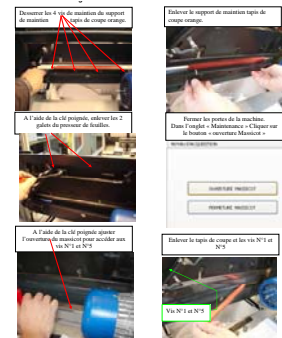 Desserrer les 4 vis de maintien de support
de maintien tapis de coupe orange.
Enlever le support de maintien tapis de
coupe orange.
A l'aide de la clé poignée, enlever les 2
galets du presseur de feuilles.
Fermer les portes de la machine.
Dans l'onglet « Maintenance » Cliquer sur
le bouton « ouverture Massicot »
OUVERTURE MASSICOT
FERMETURE MASSICOT
A l'aide de la clé poignée ajuster
l'ouverture du massicot pour accéder aux
vis N°1 et N°5
Enlever le tapis de coupe et les vis N°1 et
N°5
Vis N°1 et N°5